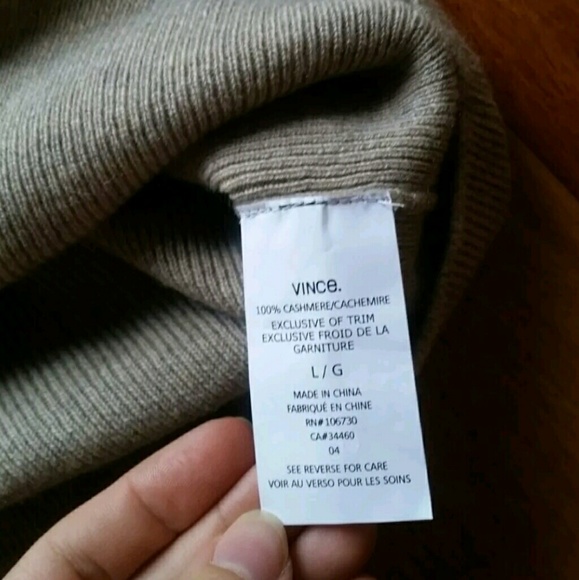 VINCe.
100% CASHMERE/CACHEMIRE
EXCLUSIVE OF TRIM
EXCLUSIVE FROID DE LA
GARNITURE
L / G
MADE IN CHINA
FABRIQUÉ EN CHINE
RN#106730
CA#34460
04
SEE REVERSE FOR CARE
VOIR AU VERSO POUR LES SOINS